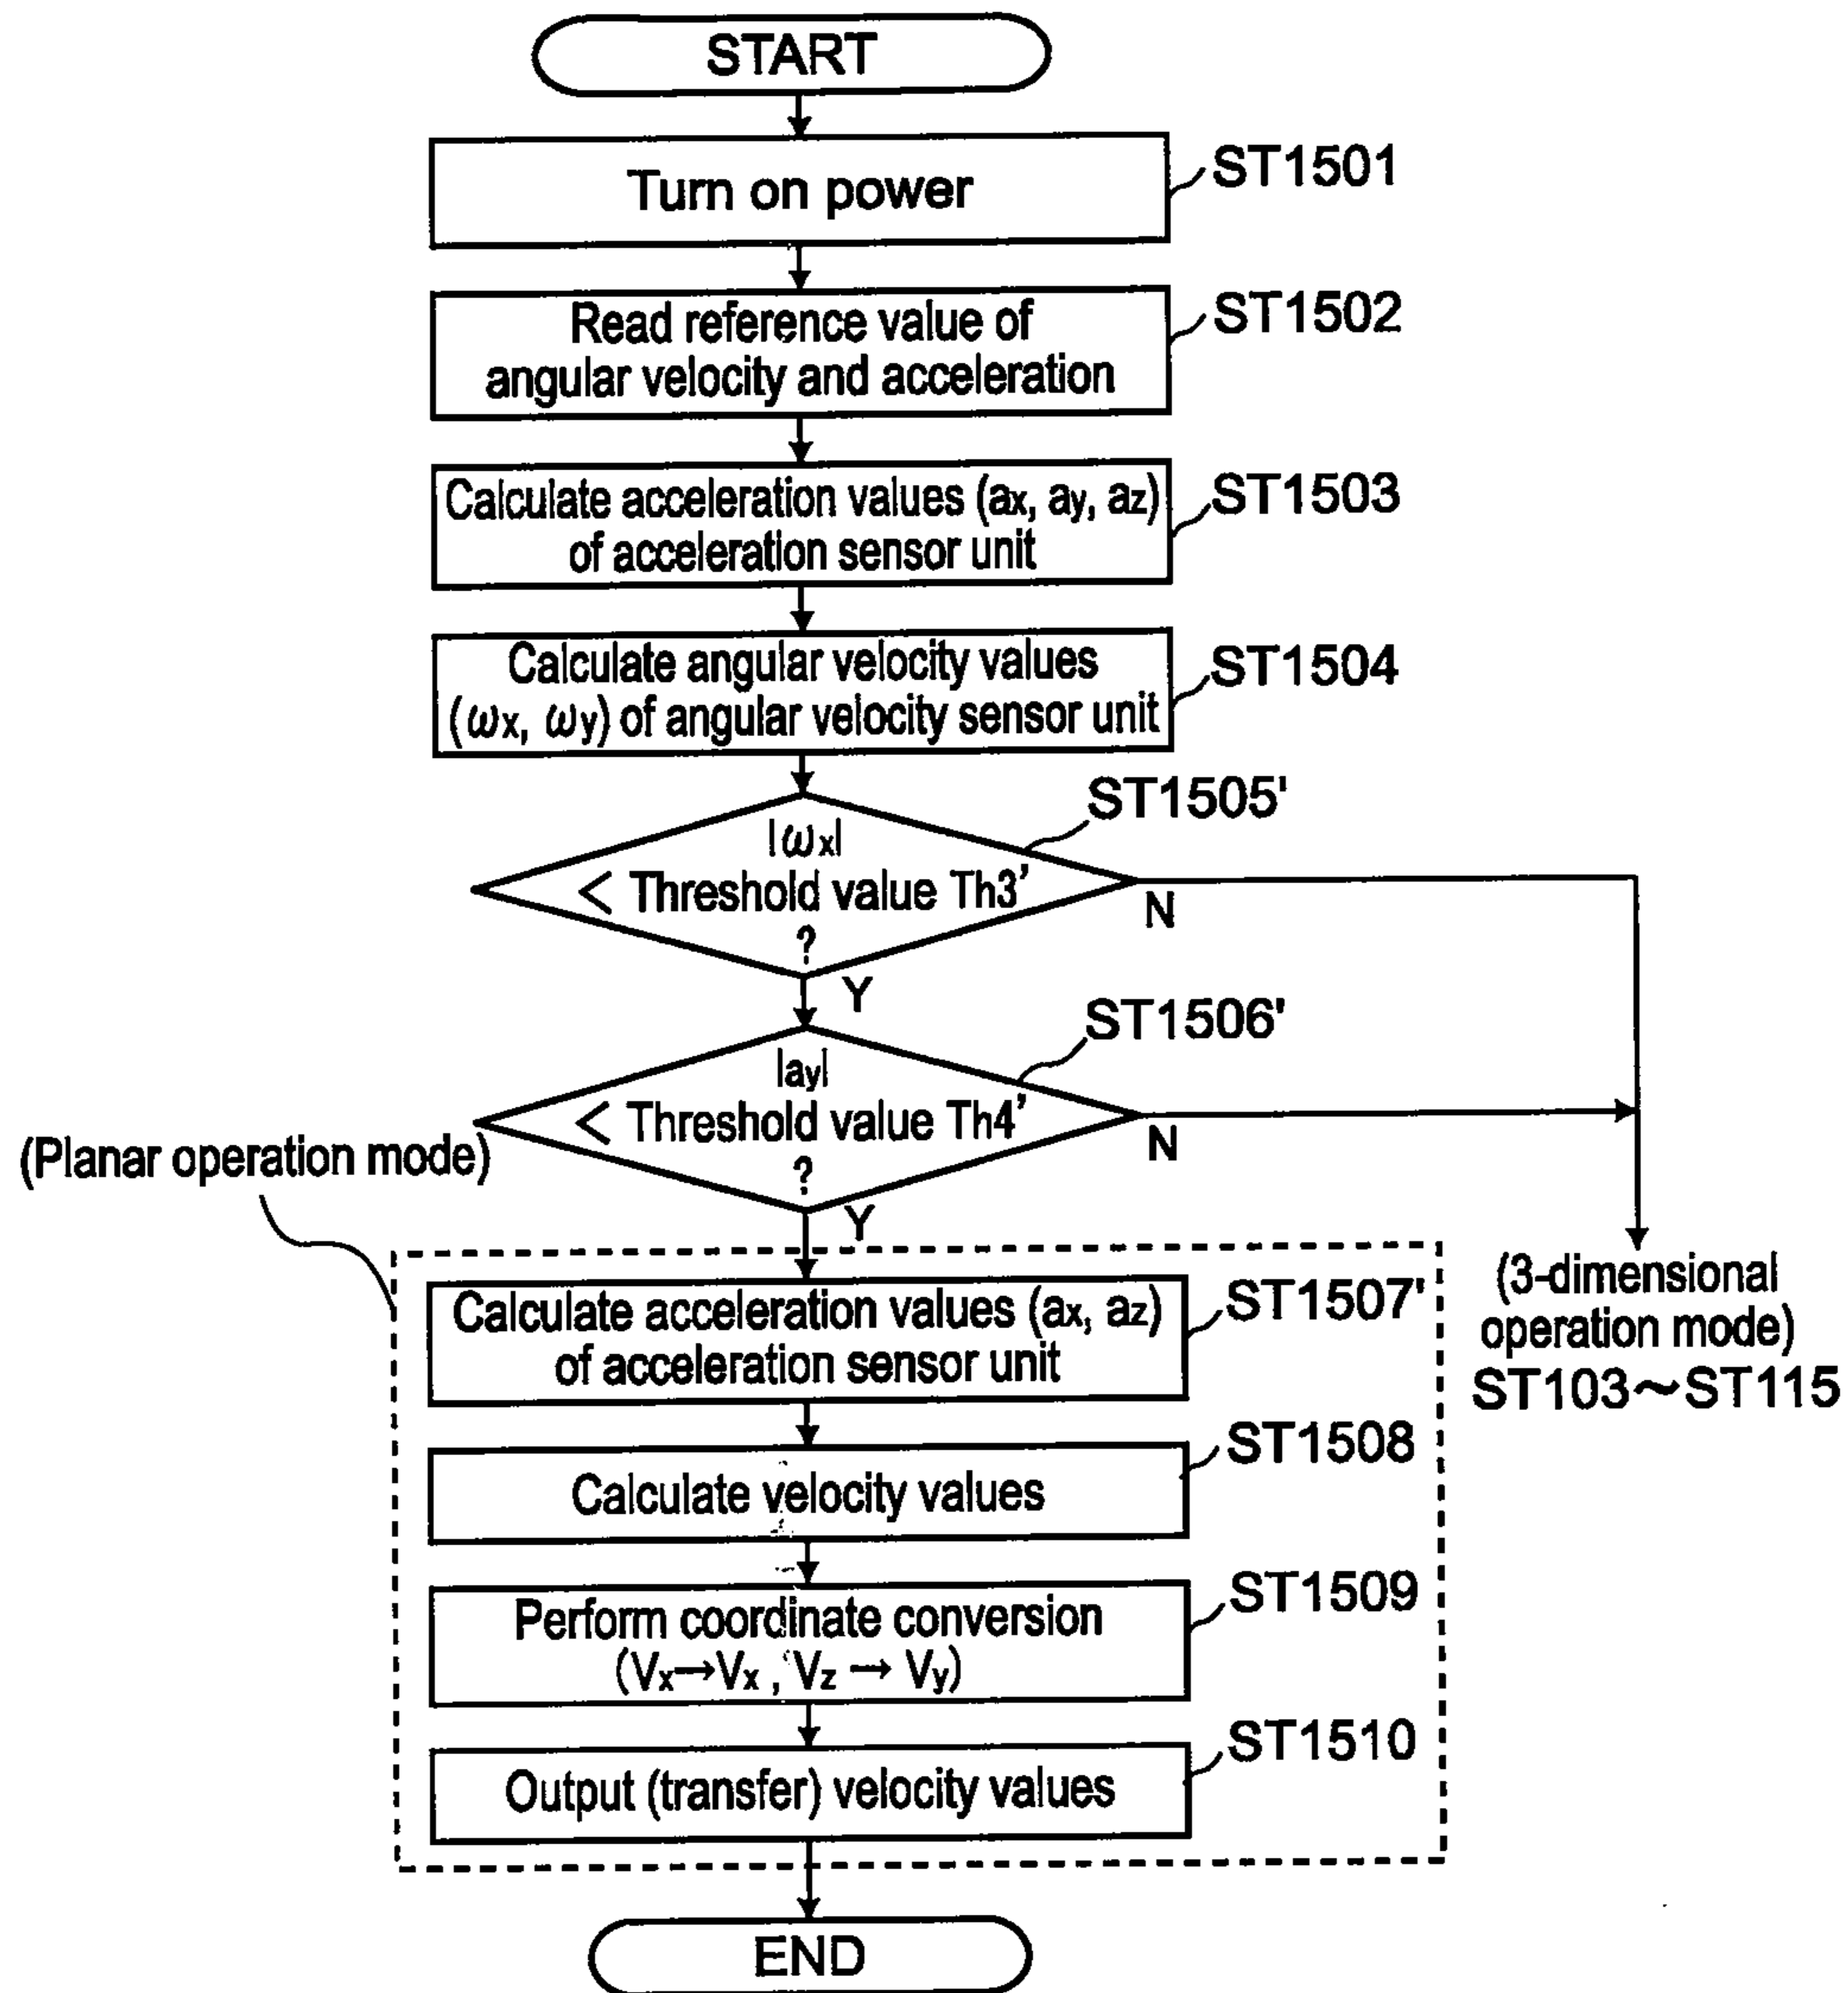 START
Turn on power
ST1501
Read reference value of
angular velocity and acceleration
ST1502
Calculate acceleration values (ax, ay, az)
of acceleration sensor unit
ST1503
Calculate angular velocity values
(ωx, ωy) of angular velocity sensor unit
ST1504
ST1505'
|ωx|
< Threshold value Th3'
?
N
Y
ST1506'
|ay|
< Threshold value Th4'
?
N
Y
(Planar operation mode)
Calculate acceleration values (ax, az)
of acceleration sensor unit
ST1507'
(3-dimensional
operation mode)
ST103~ST115
Calculate velocity values
ST1508
Perform coordinate conversion
(Vx→Vx , Vz → Vy)
ST1509
Output (transfer) velocity values
ST1510
END